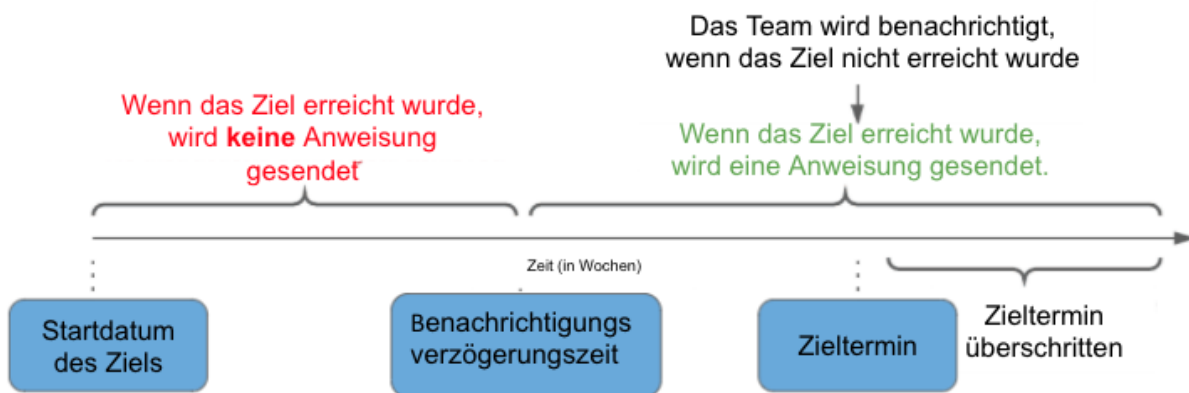 Das Team wird benachrichtigt,
wenn das Ziel nicht erreicht wurde
Wenn das Ziel erreicht wurde,
wird keine Anweisung
gesendet
Wenn das Ziel erreicht wurde,
wird eine Anweisung gesendet.
Zeit (in Wochen)
Startdatum
des Ziels
Benachrichtigungs
verzögerungszeit
Zieltermin
Zieltermin
überschritten